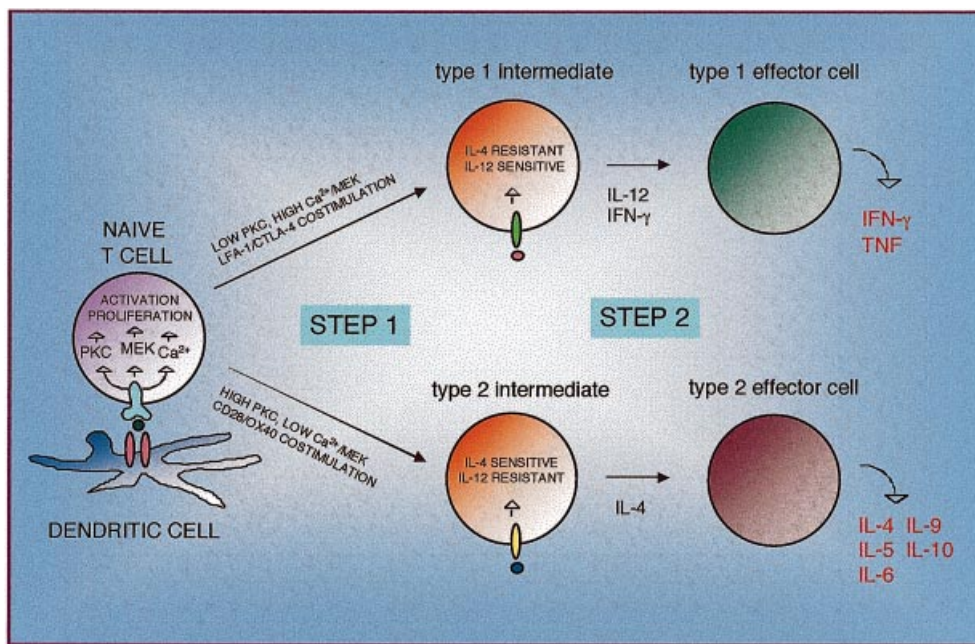 type 1 intermediate
type 1 effector cell
IL-4 RESISTANT
IL-12 SENSITIVE
IL-12
IFN-γ
IFN-γ
TNF
LOW PKC, HIGH Ca²⁺/MEK
LFA-1/CTLA-4 COSTIMULATION
NAIVE
T CELL
ACTIVATION
PROLIFERATION
PKC MEK Ca²⁺
STEP 1
STEP 2
HIGH PKC, LOW Ca²⁺/MEK
CD28/OX40 COSTIMULATION
DENDRITIC CELL
type 2 intermediate
type 2 effector cell
IL-4 SENSITIVE
IL-12 RESISTANT
IL-4
IL-4 IL-9
IL-5 IL-10
IL-6